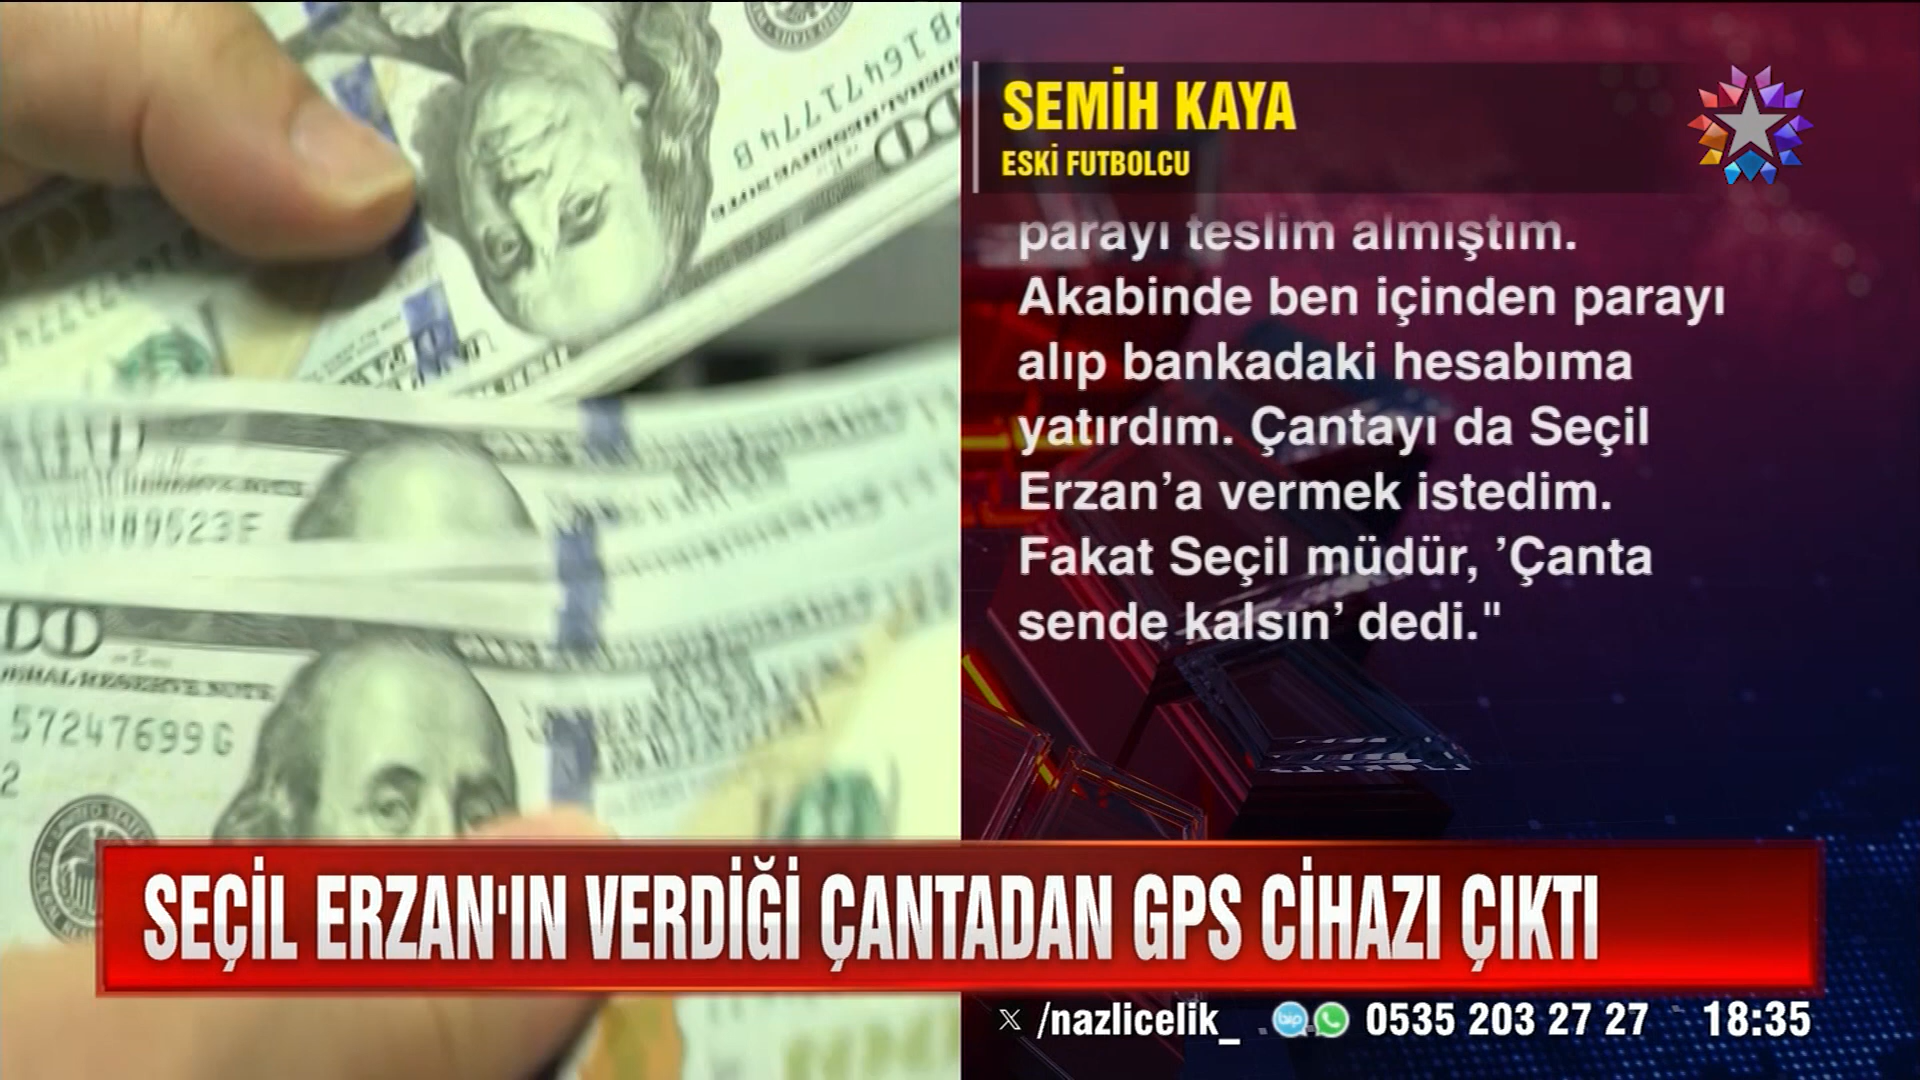 SEMİH KAYA
ESKİ FUTBOLCU
parayı teslim almıştım.
Akabinde ben içinden parayı
alıp bankadaki hesabıma
yatırdım. Çantayı da Seçil
Erzan’a vermek istedim.
Fakat Seçil müdür, ’Çanta
sende kalsın’ dedi."
57247699G
SEÇİL ERZAN'IN VERDİĞİ ÇANTADAN GPS CİHAZI ÇIKTI
X /nazlicelik_ bip 0535 203 27 27 18:35